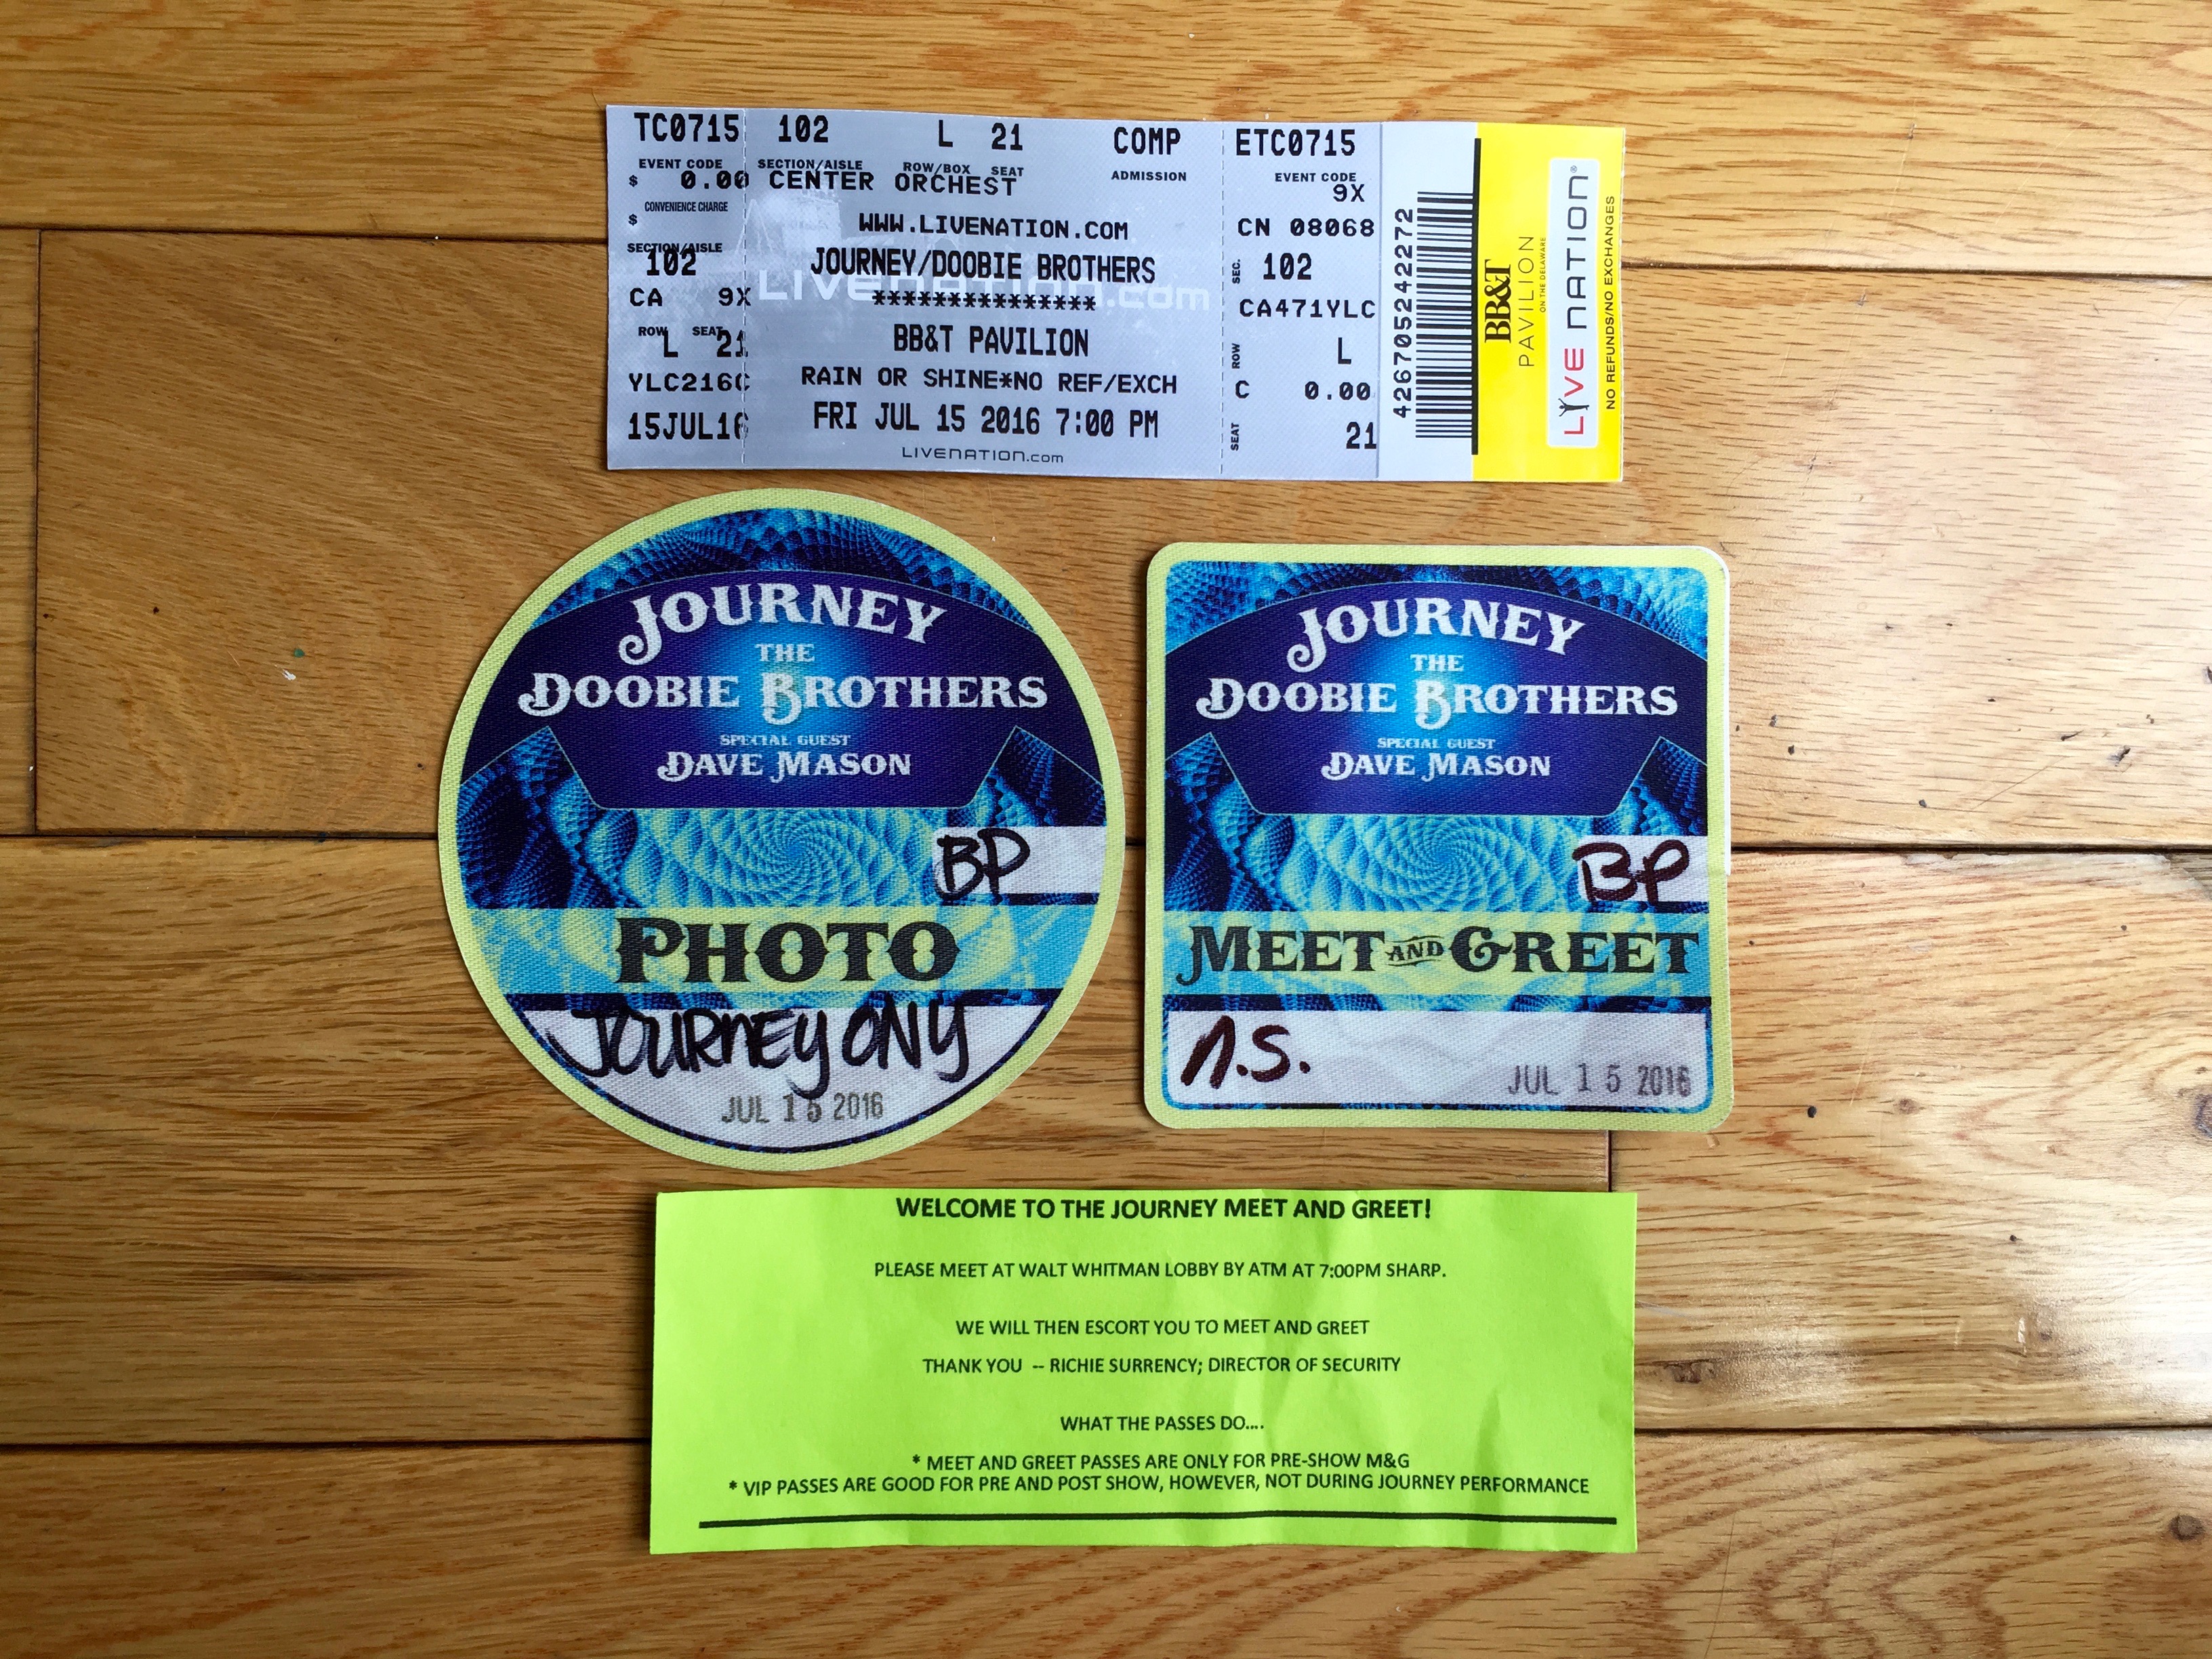 TC0715 102 L 21 COMP ETC0715
EVENT CODE SECTION/AISLE ROW/BOX SEAT ADMISSION EVENT CODE
$ 0.00 CENTER ORCHEST 9X
CONVENIENCE CHARGE
$ WWW.LIVENATION.COM CN 08068
SECTION/AISLE
102 JOURNEY/DOOBIE BROTHERS SEC. 102
LIVE NATION.com
CA 9X *************** CA471YLC
ROW SEAT
L 21 BB&T PAVILION ROW L
YLC216C RAIN OR SHINE*NO REF/EXCH C 0.00
15JUL16 FRI JUL 15 2016 7:00 PM SEAT 21
LIVENATION.com
426705242272
BB&T
PAVILION
ON THE DELAWARE
LIVE NATION®
NO REFUNDS/NO EXCHANGES
JOURNEY
THE
DOOBIE BROTHERS
SPECIAL GUEST
DAVE MASON
BP
PHOTO
JOURNEY ONLY
JUL 15 2016
JOURNEY
THE
DOOBIE BROTHERS
SPECIAL GUEST
DAVE MASON
BP
MEET AND GREET
N.S.
JUL 15 2016
WELCOME TO THE JOURNEY MEET AND GREET!
PLEASE MEET AT WALT WHITMAN LOBBY BY ATM AT 7:00PM SHARP.
WE WILL THEN ESCORT YOU TO MEET AND GREET
THANK YOU -- RICHIE SURRENCY; DIRECTOR OF SECURITY
WHAT THE PASSES DO....
* MEET AND GREET PASSES ARE ONLY FOR PRE-SHOW M&G
* VIP PASSES ARE GOOD FOR PRE AND POST SHOW, HOWEVER, NOT DURING JOURNEY PERFORMANCE